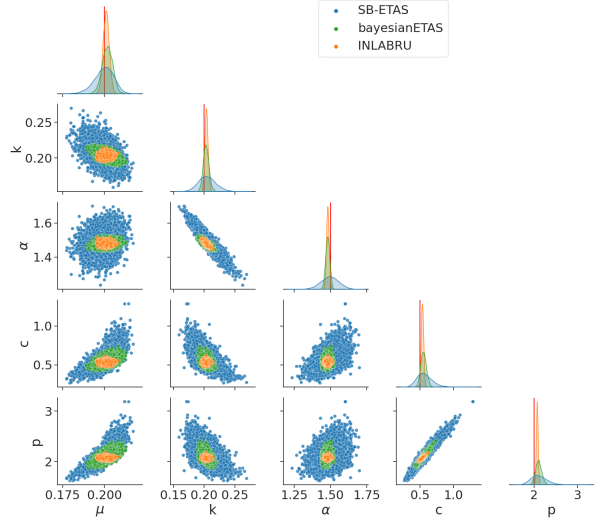 SB-ETAS
bayesianETAS
INLABRU
0.25
0.20
k
1.6
1.4
α
1.0
0.5
c
3
2
p
0.175 0.200
0.15 0.20 0.25
1.25 1.50 1.75
0.5 1.0
2 3
μ k α c p